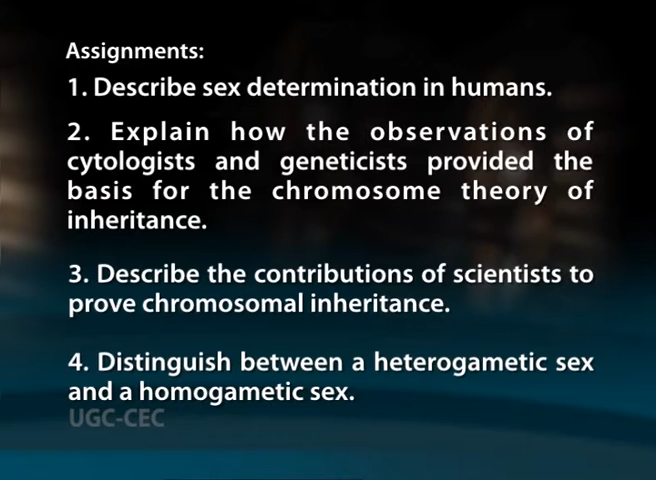 Assignments:
1. Describe sex determination in humans.
2. Explain how the observations of
cytologists and geneticists provided the
basis for the chromosome theory of
inheritance.
3. Describe the contributions of scientists to
prove chromosomal inheritance.
4. Distinguish between a heterogametic sex
and a homogametic sex.
UGC-CEC